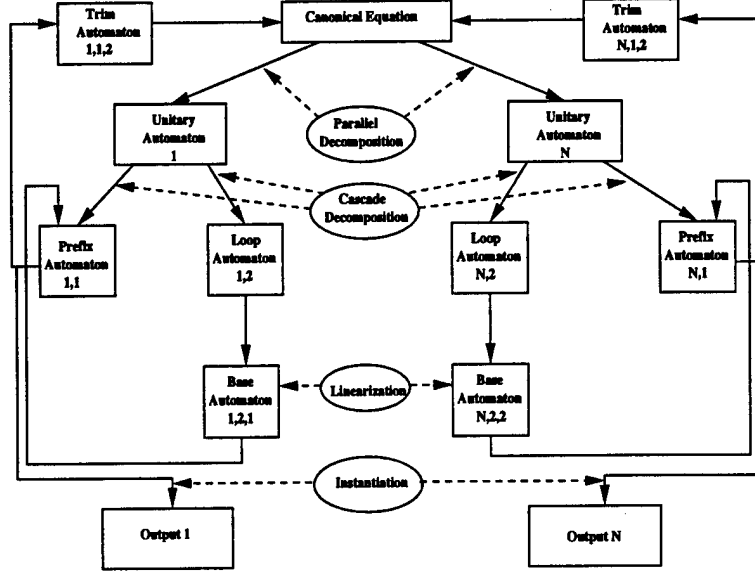 Trim
Automaton
1,1,2
Canonical Equation
Trim
Automaton
N,1,2
Unitary
Automaton
1
Parallel
Decomposition
Unitary
Automaton
N
Cascade
Decomposition
Prefix
Automaton
1,1
Loop
Automaton
1,2
Loop
Automaton
N,2
Prefix
Automaton
N,1
Base
Automaton
1,2,1
Linearization
Base
Automaton
N,2,2
Instantiation
Output 1
Output N